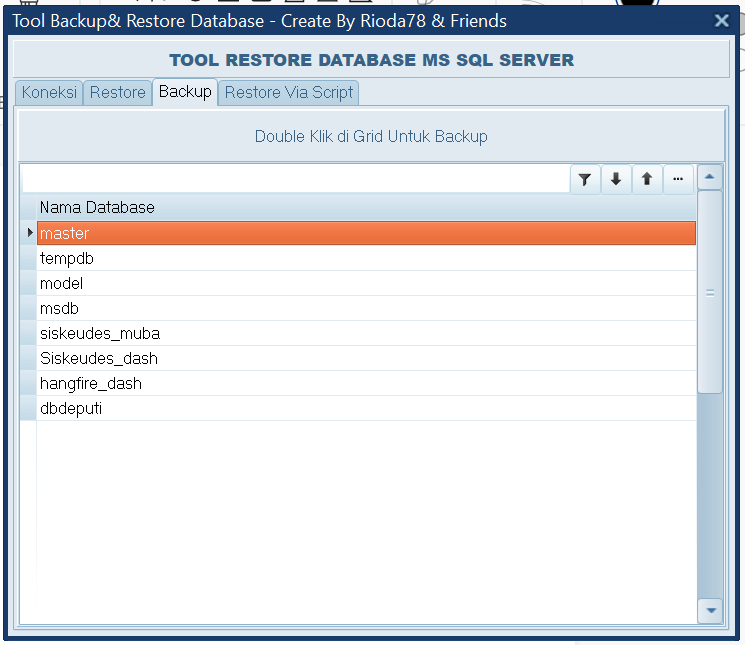 Tool Backup& Restore Database - Create By Rioda78 & Friends
TOOL RESTORE DATABASE MS SQL SERVER
Koneksi Restore Backup Restore Via Script
Double Klik di Grid Untuk Backup
Nama Database
master
tempdb
model
msdb
siskeudes_muba
Siskeudes_dash
hangfire_dash
dbdeputi